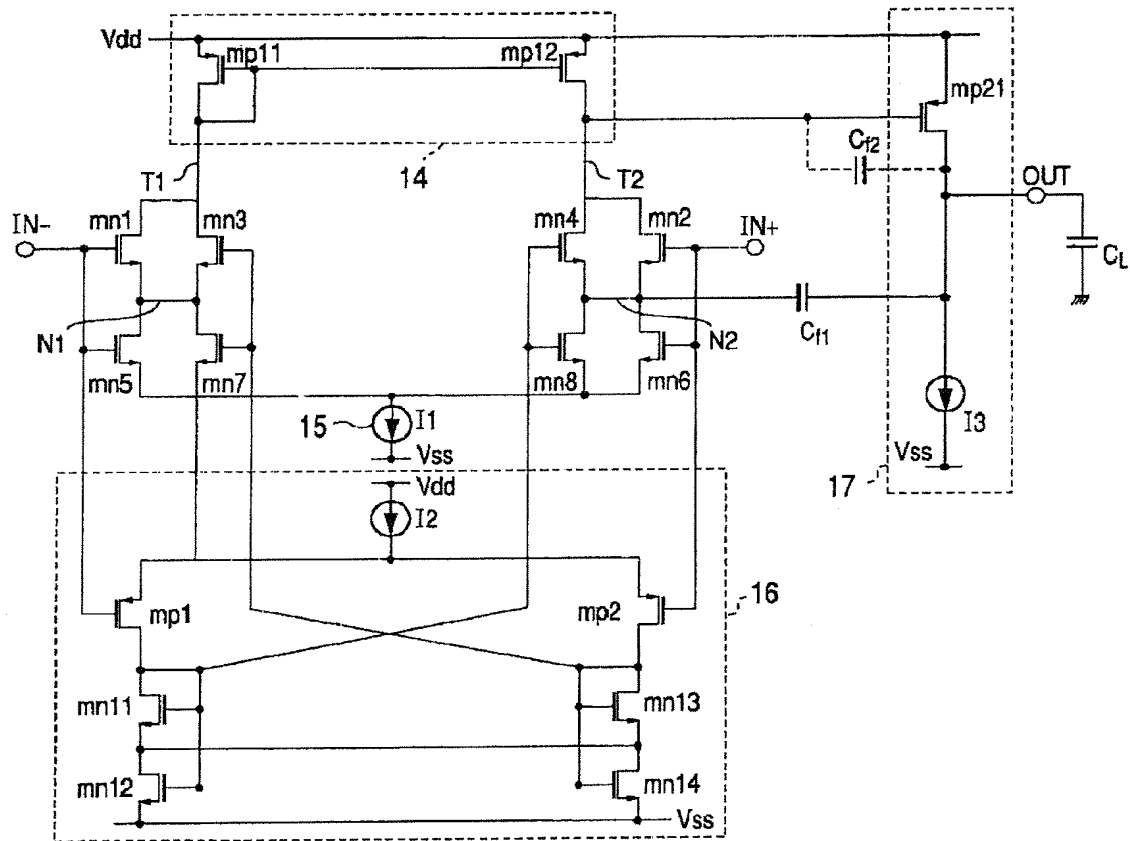 Vdd
mp11
mp12
mp21
14
Cf2
T1
T2
OUT
IN-
mn1
mn3
mn4
mn2
IN+
CL
N1
N2
Cf1
mn5
mn7
mn8
mn6
15
I1
Vss
I3
Vss
17
Vdd
I2
16
mp1
mp2
mn11
mn13
mn12
mn14
Vss